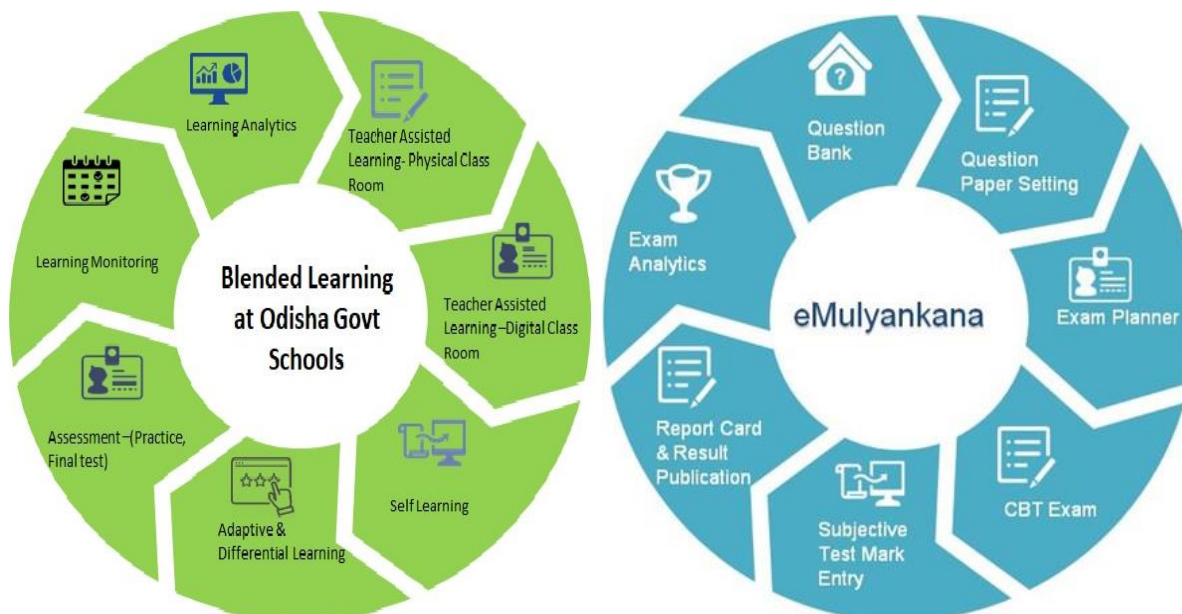 Learning Analytics
Teacher Assisted
Learning- Physical Class
Room
Teacher Assisted
Learning –Digital Class
Room
Self Learning
Adaptive &
Differential Learning
Assessment –(Practice,
Final test)
Learning Monitoring
Blended Learning
at Odisha Govt
Schools
?
Question
Bank
Question
Paper Setting
Exam Planner
CBT Exam
Subjective
Test Mark
Entry
Report Card
& Result
Publication
Exam
Analytics
eMulyankana